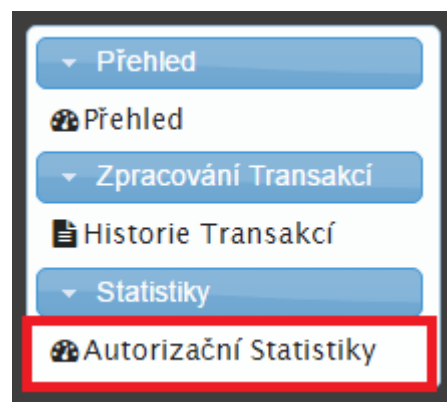 Přehled
Přehled
Zpracování Transakcí
Historie Transakcí
Statistiky
Autorizační Statistiky